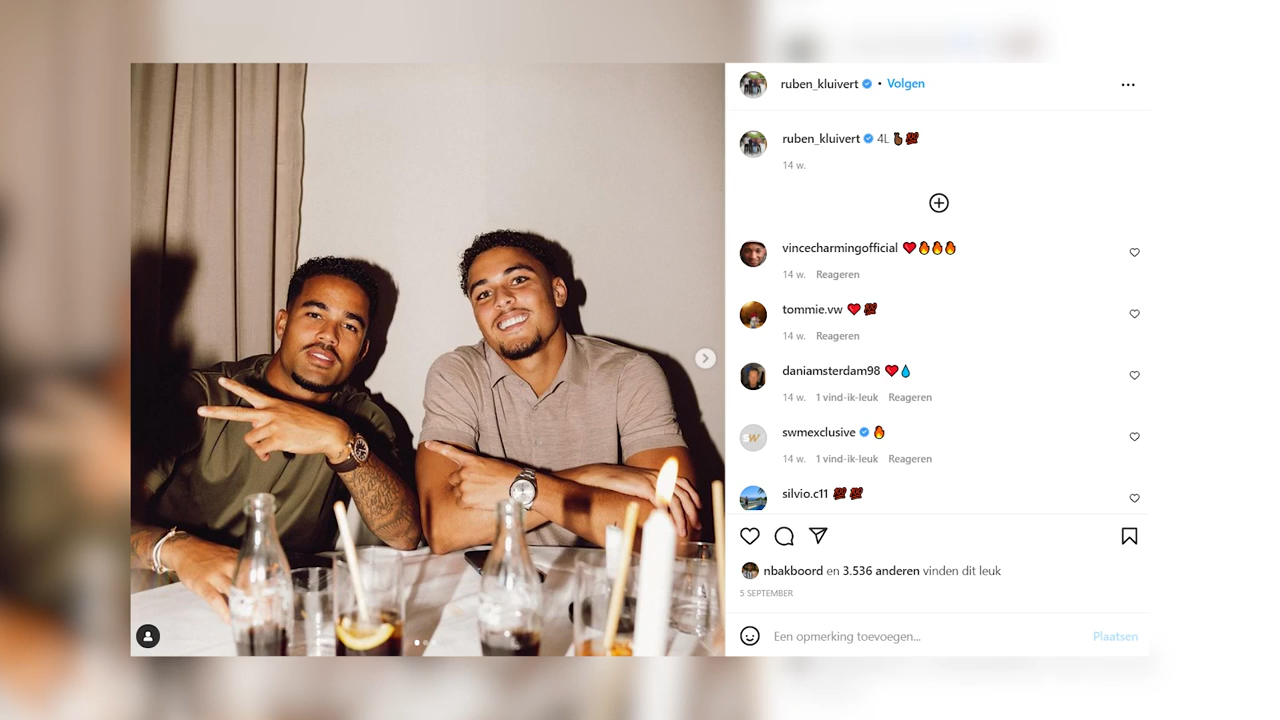 ruben_kluivert • Volgen
ruben_kluivert 4L 🤞🏿💯
14 w.
vincecharmingofficial ❤️🔥🔥🔥
14 w. Reageren
tommie.vw ❤️💯
14 w. Reageren
daniamsterdam98 ❤️💧
14 w. 1 vind-ik-leuk Reageren
SW
swmexclusive 🔥
14 w. 1 vind-ik-leuk Reageren
silvio.c11 💯 💯
nbakboord en 3.536 anderen vinden dit leuk
5 SEPTEMBER
Een opmerking toevoegen...
Plaatsen